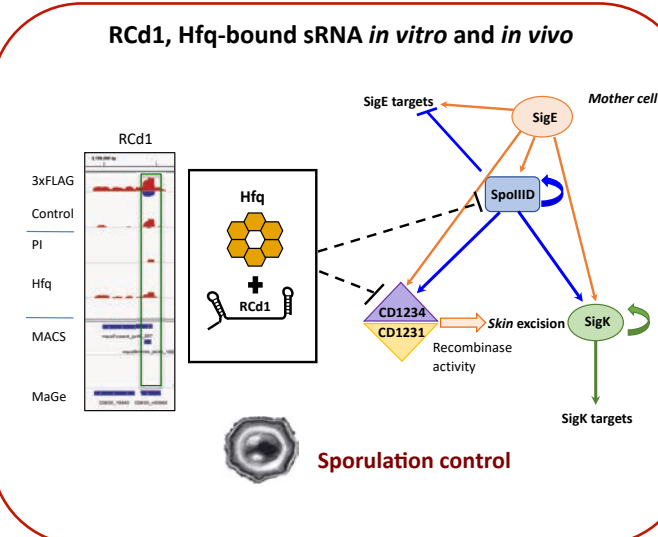 RCd1, Hfq-bound sRNA in vitro and in vivo
RCd1
3xFLAG
Control
PI
Hfq
MACS
MaGe
Hfq
RCd1
SigE targets
Mother cell
SigE
SpoIIID
CD1234
CD1231
Skin excision
Recombinase
activity
SigK
SigK targets
Sporulation control